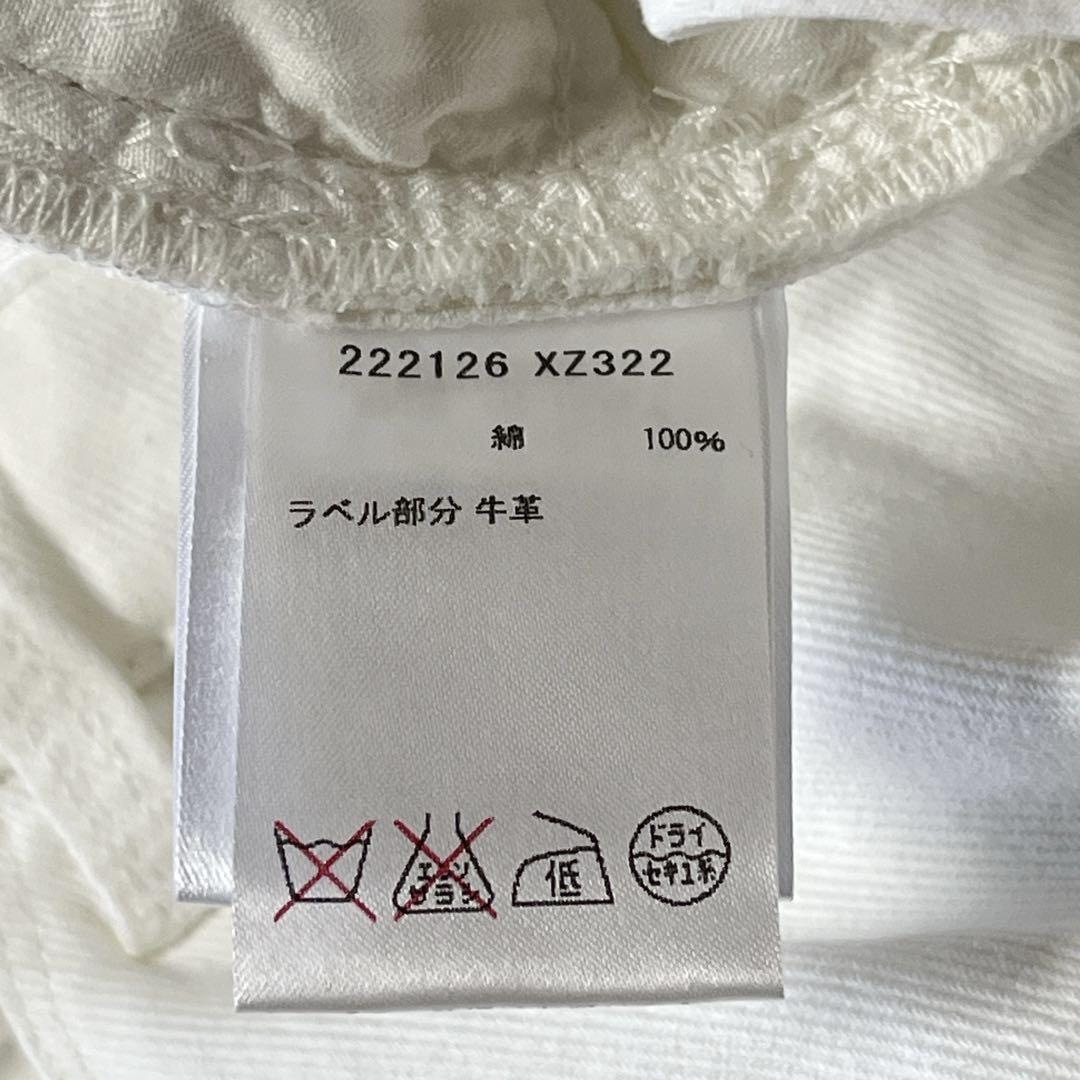 222126 XZ322
綿 100%
ラベル部分 牛革
エンソ
サラシ
低
ドライ
セキユ系